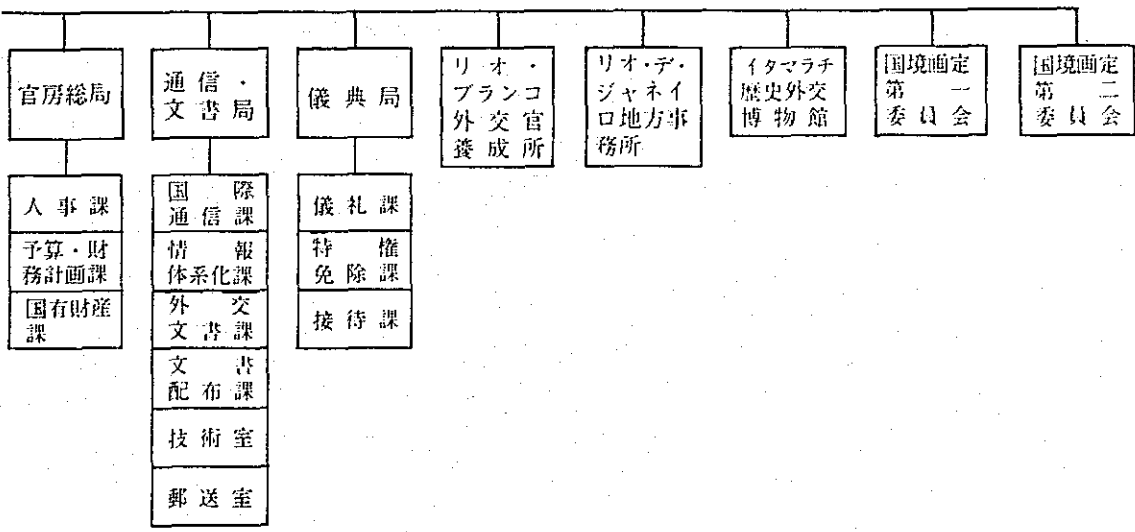 官房総局
通信・
文書局
儀典局
リオ・
ブランコ
外交官
養成所
リオ・デ・
ジャネイ
ロ地方事
務所
イタマラチ
歴史外交
博物館
国境画定
第一
委員会
国境画定
第二
委員会
人事課
予算・財
務計画課
国有財産
課
国際
通信課
情報
体系化課
外交
文書課
文書
配布課
技術室
郵送室
儀礼課
特権
免除課
接待課